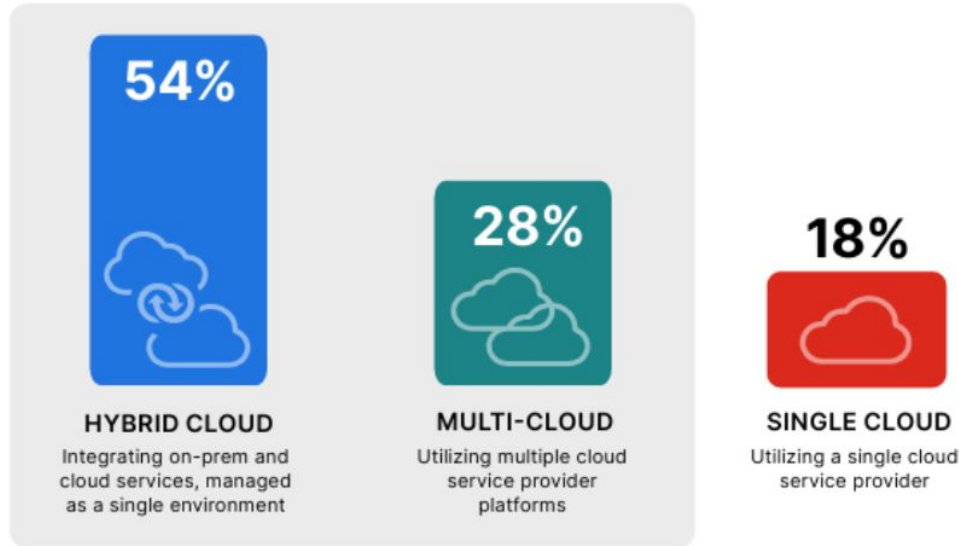 54%
HYBRID CLOUD
Integrating on-prem and
cloud services, managed
as a single environment
28%
MULTI-CLOUD
Utilizing multiple cloud
service provider
platforms
18%
SINGLE CLOUD
Utilizing a single cloud
service provider